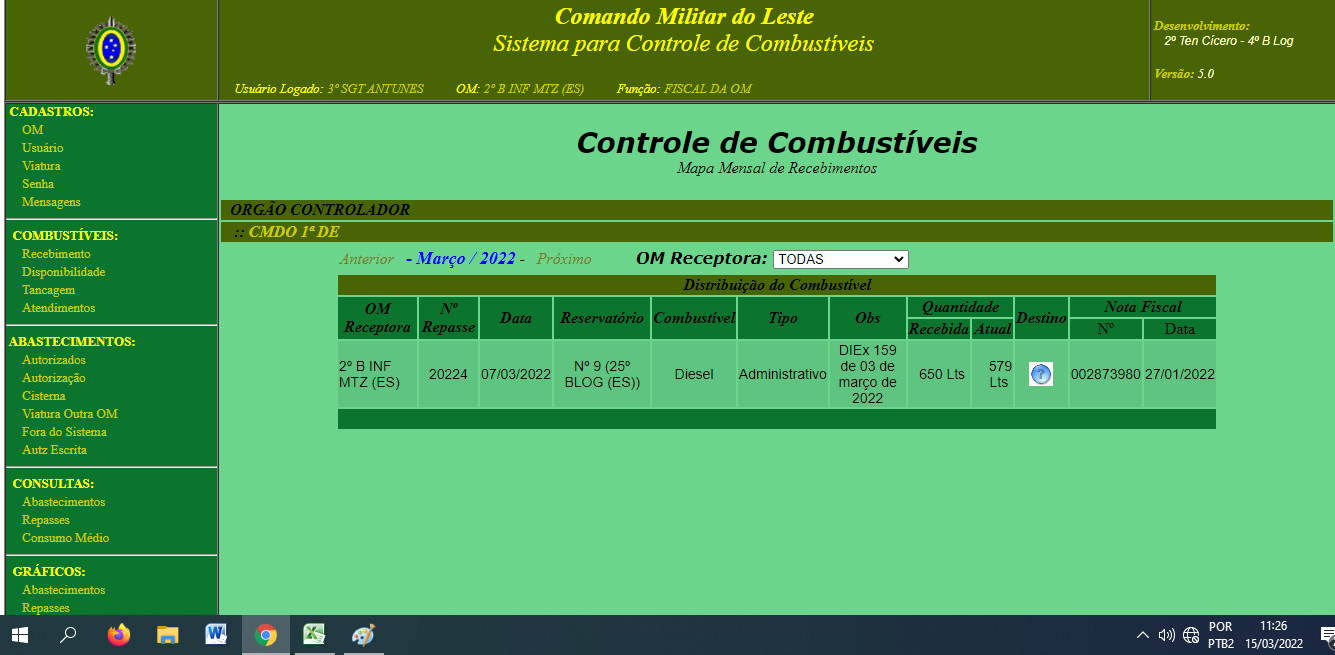 Comando Militar do Leste
Sistema para Controle de Combustíveis
Usuário Logado: 3º SGT ANTUNES OM: 2º B INF MTZ (ES) Função: FISCAL DA OM
Desenvolvimento:
2º Ten Cícero - 4º B Log
Versão: 5.0
CADASTROS:
OM
Usuário
Viatura
Senha
Mensagens
COMBUSTÍVEIS:
Recebimento
Disponibilidade
Tancagem
Atendimentos
ABASTECIMENTOS:
Autorizados
Autorização
Cisterna
Viatura Outra OM
Fora do Sistema
Autz Escrita
CONSULTAS:
Abastecimentos
Repasses
Consumo Médio
GRÁFICOS:
Abastecimentos
Repasses
Controle de Combustíveis
Mapa Mensal de Recebimentos
ORGÃO CONTROLADOR
:: CMDO 1ª DE
Anterior - Março / 2022 - Próximo OM Receptora: TODAS
Distribuição do Combustível
OM Receptora Nº Repasse Data Reservatório Combustível Tipo Obs Quantidade Destino Nota Fiscal
Recebida Atual Nº Data
2º B INF MTZ (ES) 20224 07/03/2022 Nº 9 (25º BLOG (ES)) Diesel Administrativo DIEx 159 de 03 de março de 2022 650 Lts 579 Lts ? 002873980 27/01/2022
POR
PTB2
11:26
15/03/2022